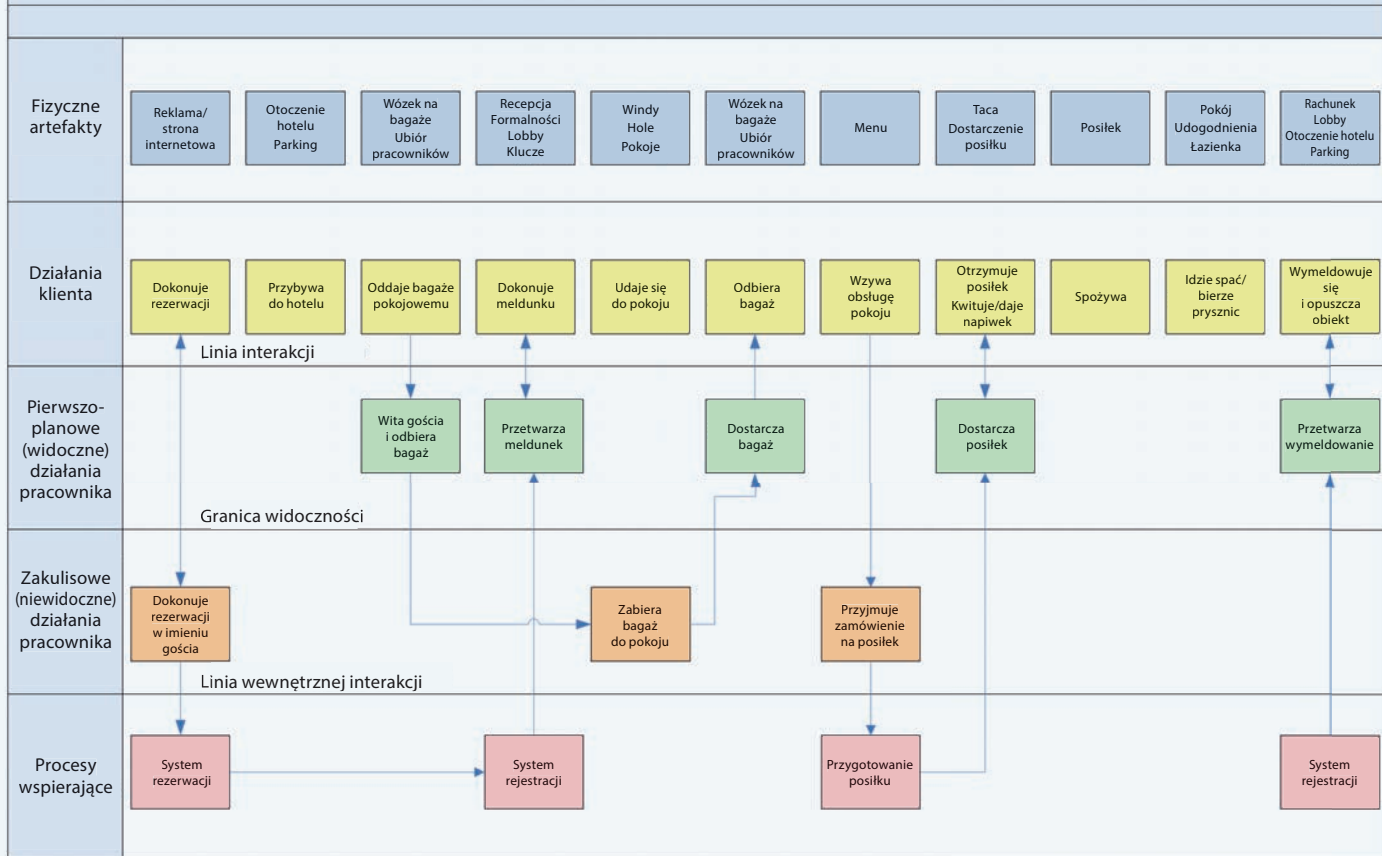 Fizyczne
artefakty
Reklama/
strona
internetowa
Otoczenie
hotelu
Parking
Wózek na
bagaże
Ubiór
pracowników
Recepcja
Formalności
Lobby
Klucze
Windy
Hole
Pokoje
Wózek na
bagaże
Ubiór
pracowników
Menu
Taca
Dostarczenie
posiłku
Posiłek
Pokój
Udogodnienia
Łazienka
Rachunek
Lobby
Otoczenie hotelu
Parking
Działania
klienta
Dokonuje
rezerwacji
Przybywa
do hotelu
Oddaje bagaże
pokojowemu
Dokonuje
meldunku
Udaje się
do pokoju
Odbiera
bagaż
Wzywa
obsługę
pokoju
Otrzymuje
posiłek
Kwituje/daje
napiwek
Spożywa
Idzie spać/
bierze
prysznic
Wymeldowuje
się
i opuszcza
obiekt
Linia interakcji
Pierwszo-
planowe
(widoczne)
działania
pracownika
Wita gościa
i odbiera
bagaż
Przetwarza
meldunek
Dostarcza
bagaż
Dostarcza
posiłek
Przetwarza
wymeldowanie
Granica widoczności
Zakulisowe
(niewidoczne)
działania
pracownika
Dokonuje
rezerwacji
w imieniu
gościa
Zabiera
bagaż
do pokoju
Przyjmuje
zamówienie
na posiłek
Linia wewnętrznej interakcji
Procesy
wspierające
System
rezerwacji
System
rejestracji
Przygotowanie
posiłku
System
rejestracji